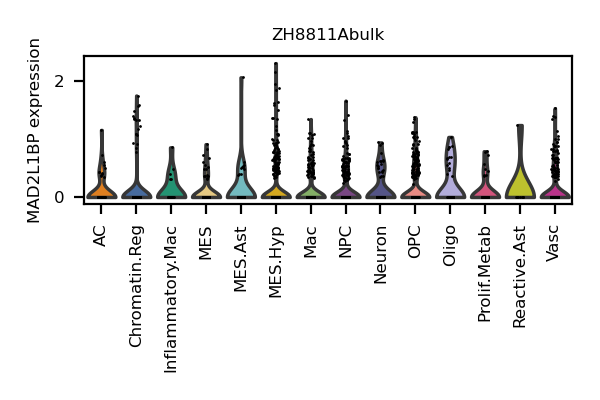 ZH8811Abulk
MAD2L1BP expression
2
0
AC
Chromatin.Reg
Inflammatory.Mac
MES
MES.Ast
MES.Hyp
Mac
NPC
Neuron
OPC
Oligo
Prolif.Metab
Reactive.Ast
Vasc